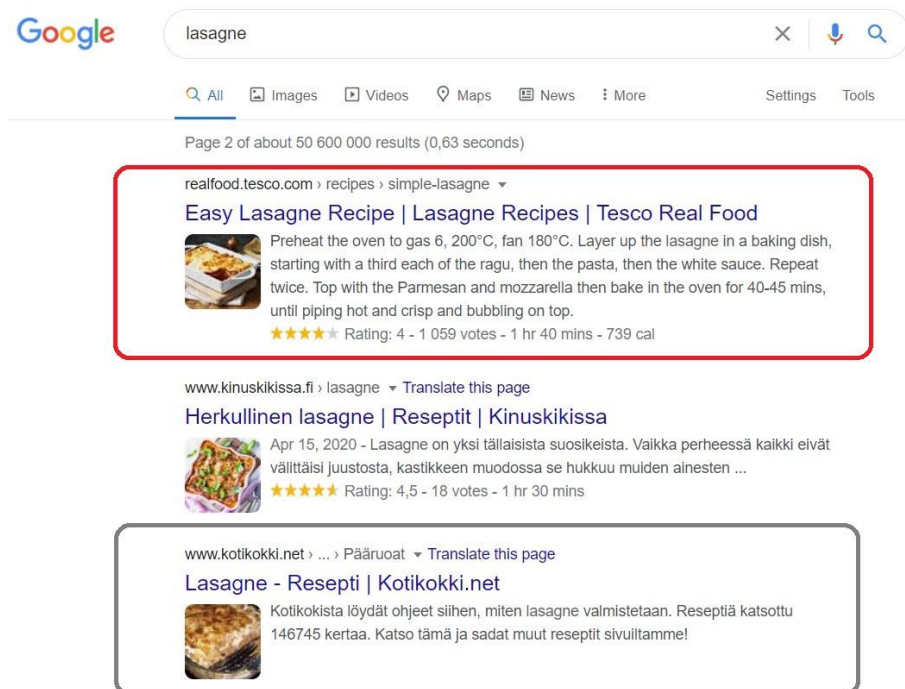 Google
lasagne
All Images Videos Maps News More Settings Tools
Page 2 of about 50 600 000 results (0,63 seconds)
realfood.tesco.com › recipes › simple-lasagne
Easy Lasagne Recipe | Lasagne Recipes | Tesco Real Food
Preheat the oven to gas 6, 200°C, fan 180°C. Layer up the lasagne in a baking dish,
starting with a third each of the ragu, then the pasta, then the white sauce. Repeat
twice. Top with the Parmesan and mozzarella then bake in the oven for 40-45 mins,
until piping hot and crisp and bubbling on top.
Rating: 4 - 1 059 votes - 1 hr 40 mins - 739 cal
www.kinuskikissa.fi › lasagne Translate this page
Herkullinen lasagne | Reseptit | Kinuskikissa
Apr 15, 2020 - Lasagne on yksi tällaisista suosikeista. Vaikka perheessä kaikki eivät
välittäisi juustosta, kastikkeen muodossa se hukkuu muiden ainesten ...
Rating: 4,5 - 18 votes - 1 hr 30 mins
www.kotikokki.net › ... › Pääruoat Translate this page
Lasagne - Resepti | Kotikokki.net
Kotikokista löydät ohjeet siihen, miten lasagne valmistetaan. Reseptiä katsottu
146745 kertaa. Katso tämä ja sadat muut reseptit sivuiltamme!